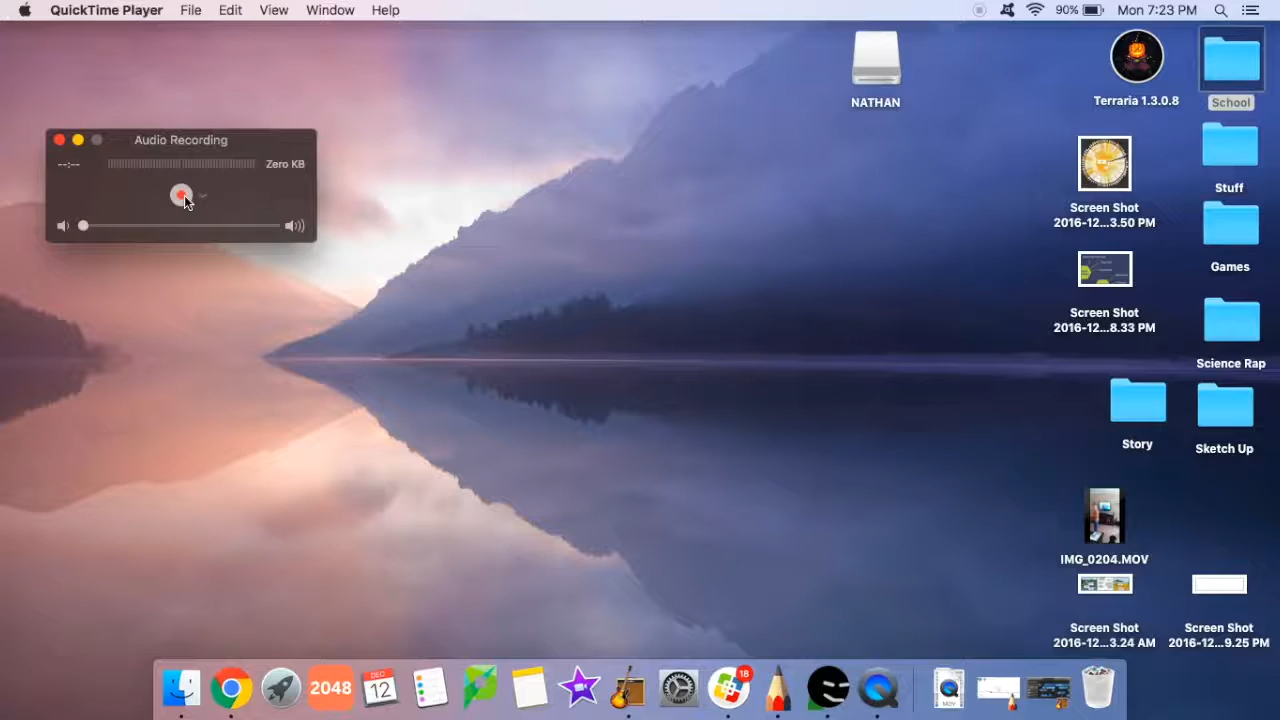 QuickTime Player File Edit View Window Help 90% Mon 7:23 PM
Audio Recording
--:-- Zero KB
NATHAN
Terraria 1.3.0.8
School
Screen Shot
2016-12...3.50 PM
Stuff
Games
Screen Shot
2016-12...8.33 PM
Science Rap
Story
Sketch Up
IMG_0204.MOV
Screen Shot
2016-12...3.24 AM
Screen Shot
2016-12...9.25 PM
2048
DEC
12
18
MOV